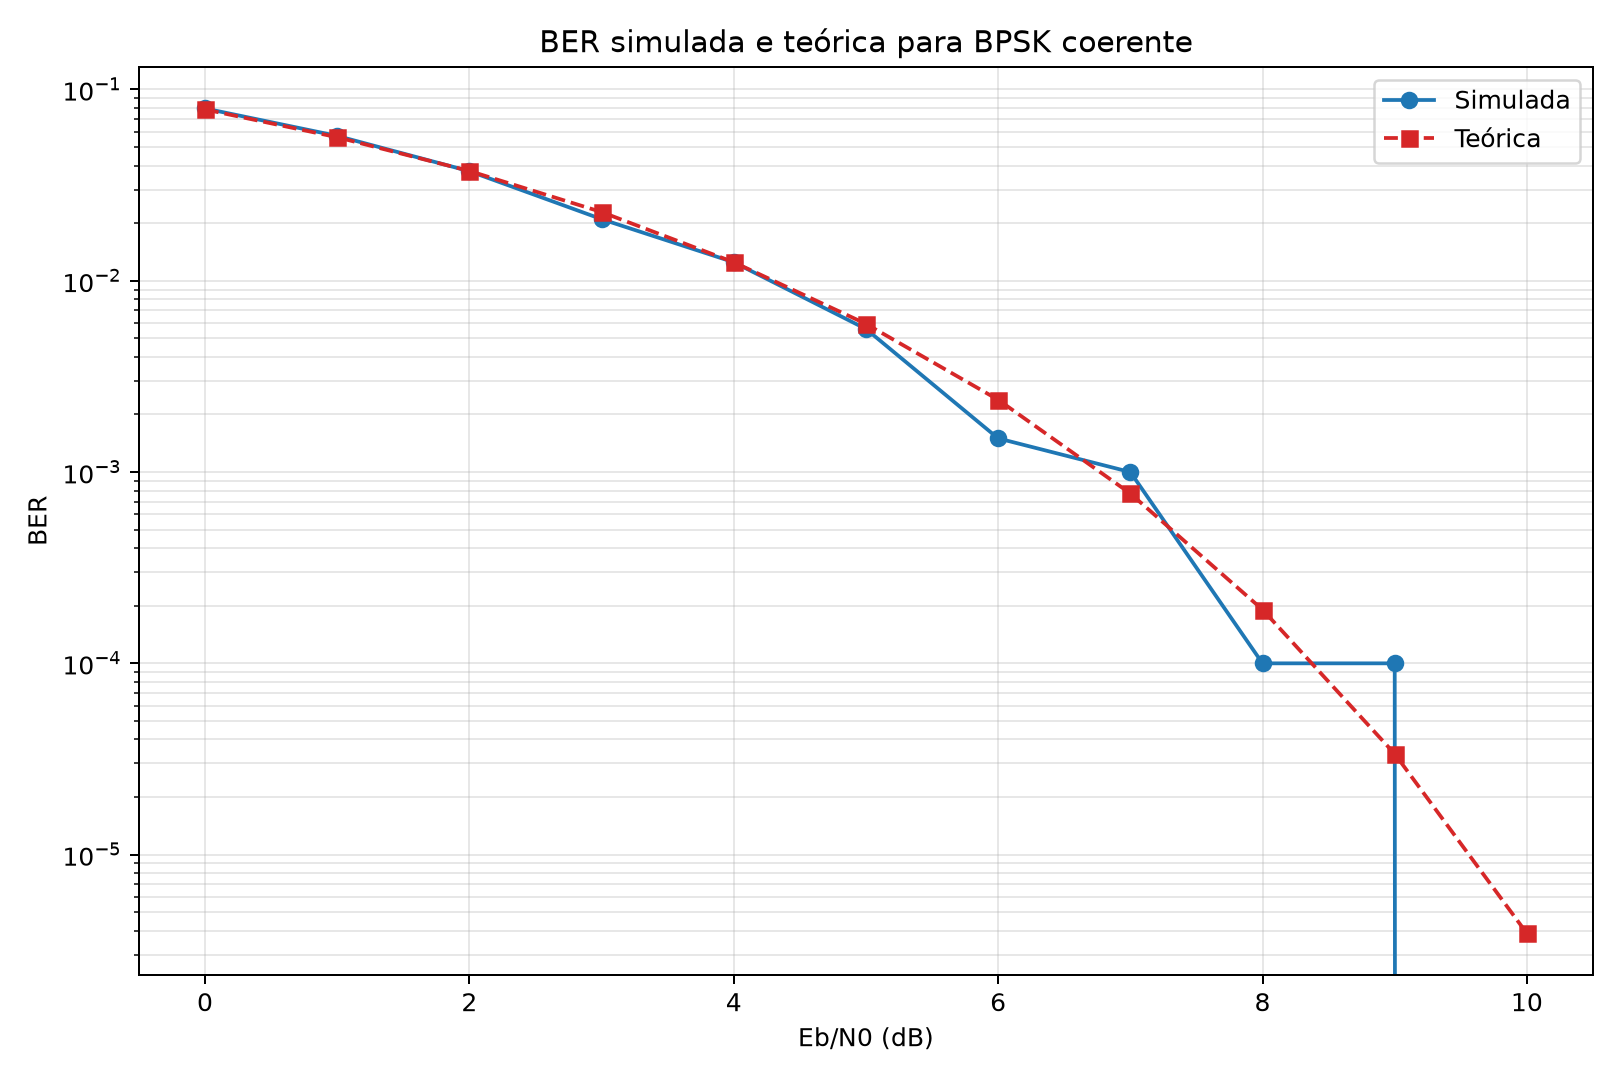 BER simulada e teórica para BPSK coerente
Simulada
Teórica
BER
10⁻¹
10⁻²
10⁻³
10⁻⁴
10⁻⁵
0 2 4 6 8 10
Eb/N0 (dB)